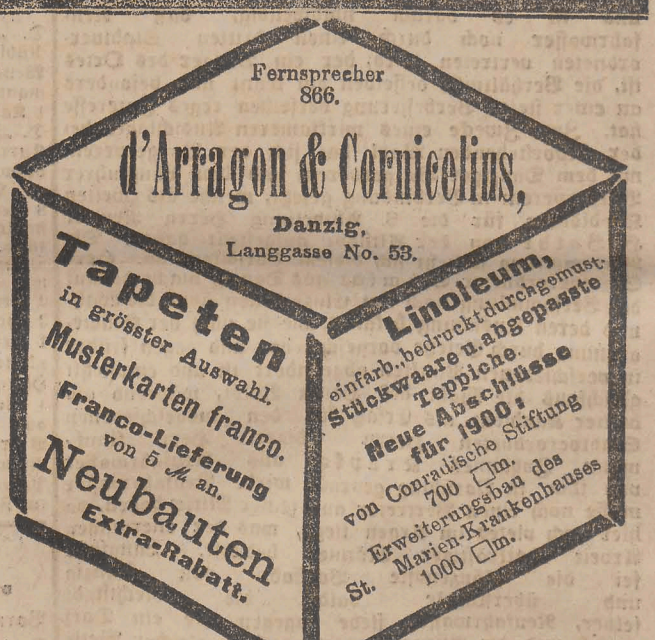 Fernsprecher
866.
d'Arragon & Cornicelius,
Danzig,
Langgasse No. 53.
Tapeten
in grösster Auswahl.
Musterkarten franco.
Franco-Lieferung
von 5 ℳ an.
Neubauten
Extra-Rabatt.
Linoleum,
einfarb., bedruckt, durchgemust.
Stückwaare u. abgepasste
Teppiche.
Neue Abschlüsse
für 1900:
von Conradische Stiftung
700 □m.
Erweiterungsbau des
St. Marien-Krankenhauses
1000 □m.